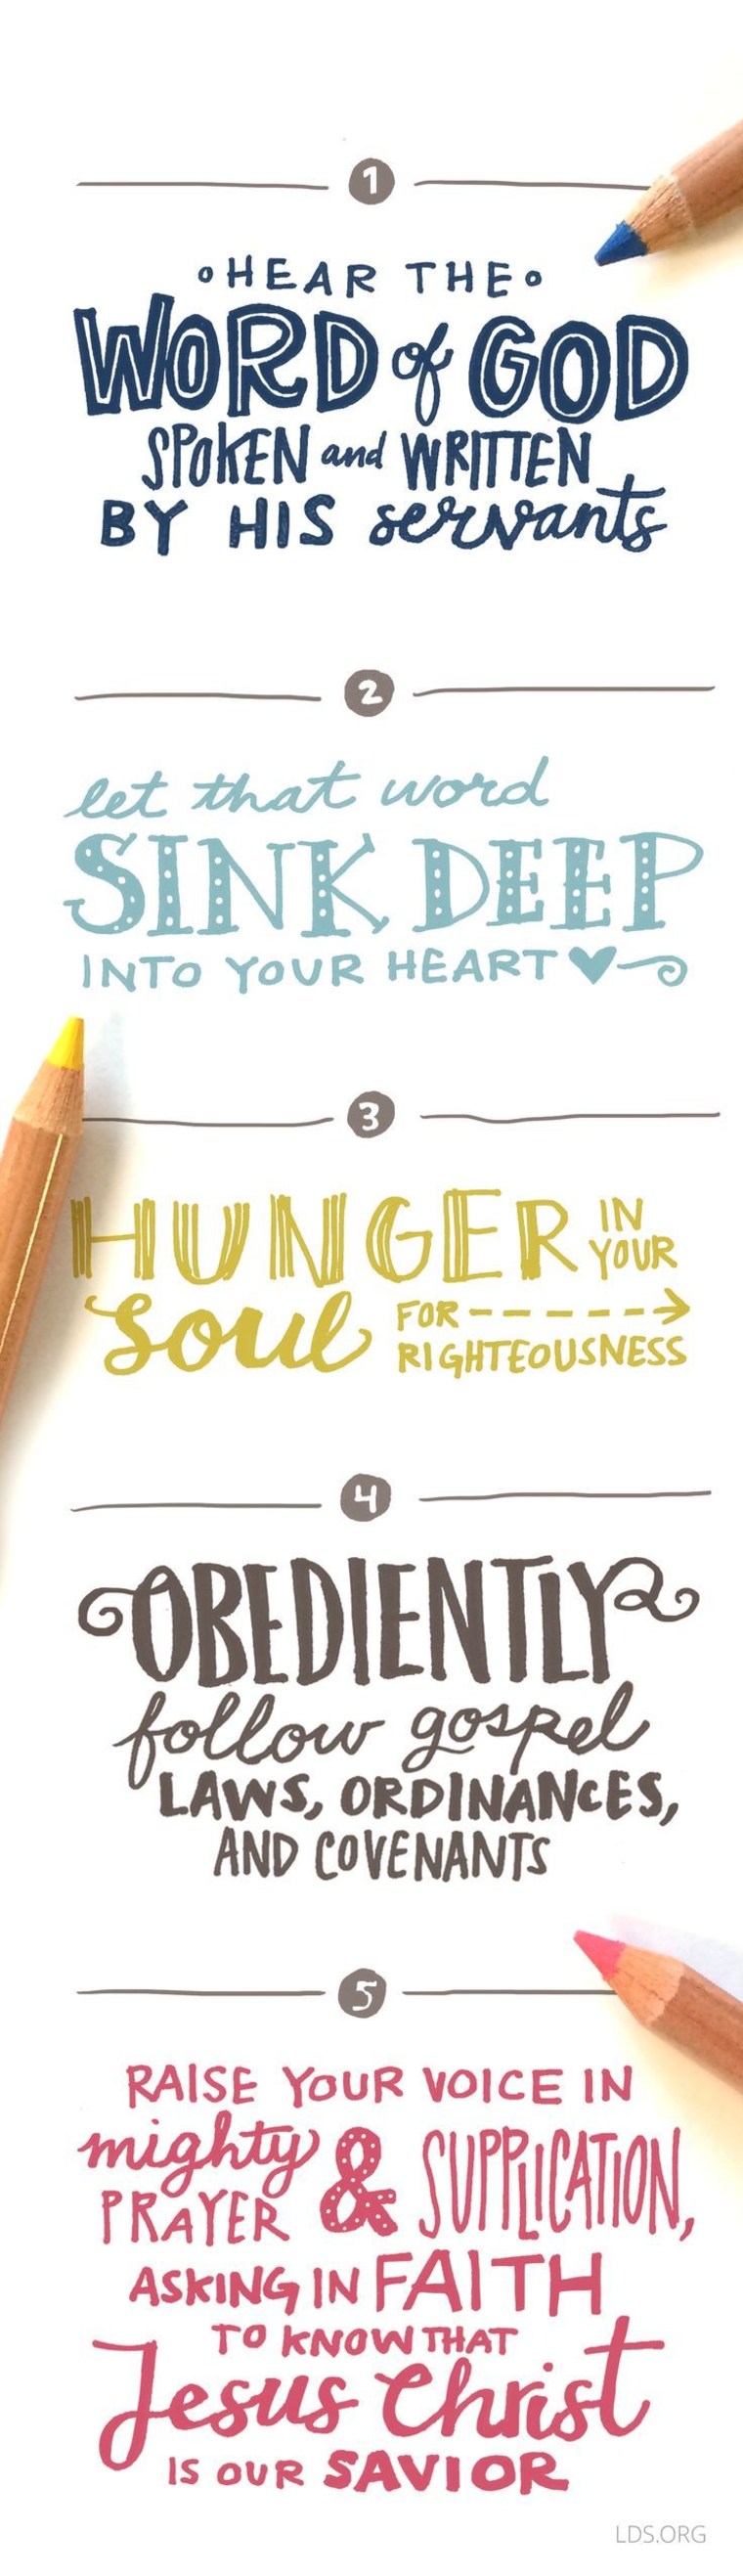 1
HEAR THE
WORD of GOD
SPOKEN and WRITTEN
BY HIS servants
2
let that word
SINK DEEP
INTO YOUR HEART
3
HUNGER IN YOUR
soul FOR
RIGHTEOUSNESS
4
OBEDIENTLY
follow gospel
LAWS, ORDINANCES,
AND COVENANTS
5
RAISE YOUR VOICE IN
mighty
PRAYER & SUPPLICATION,
ASKING IN FAITH
TO KNOW THAT
Jesus Christ
IS OUR SAVIOR
LDS.ORG